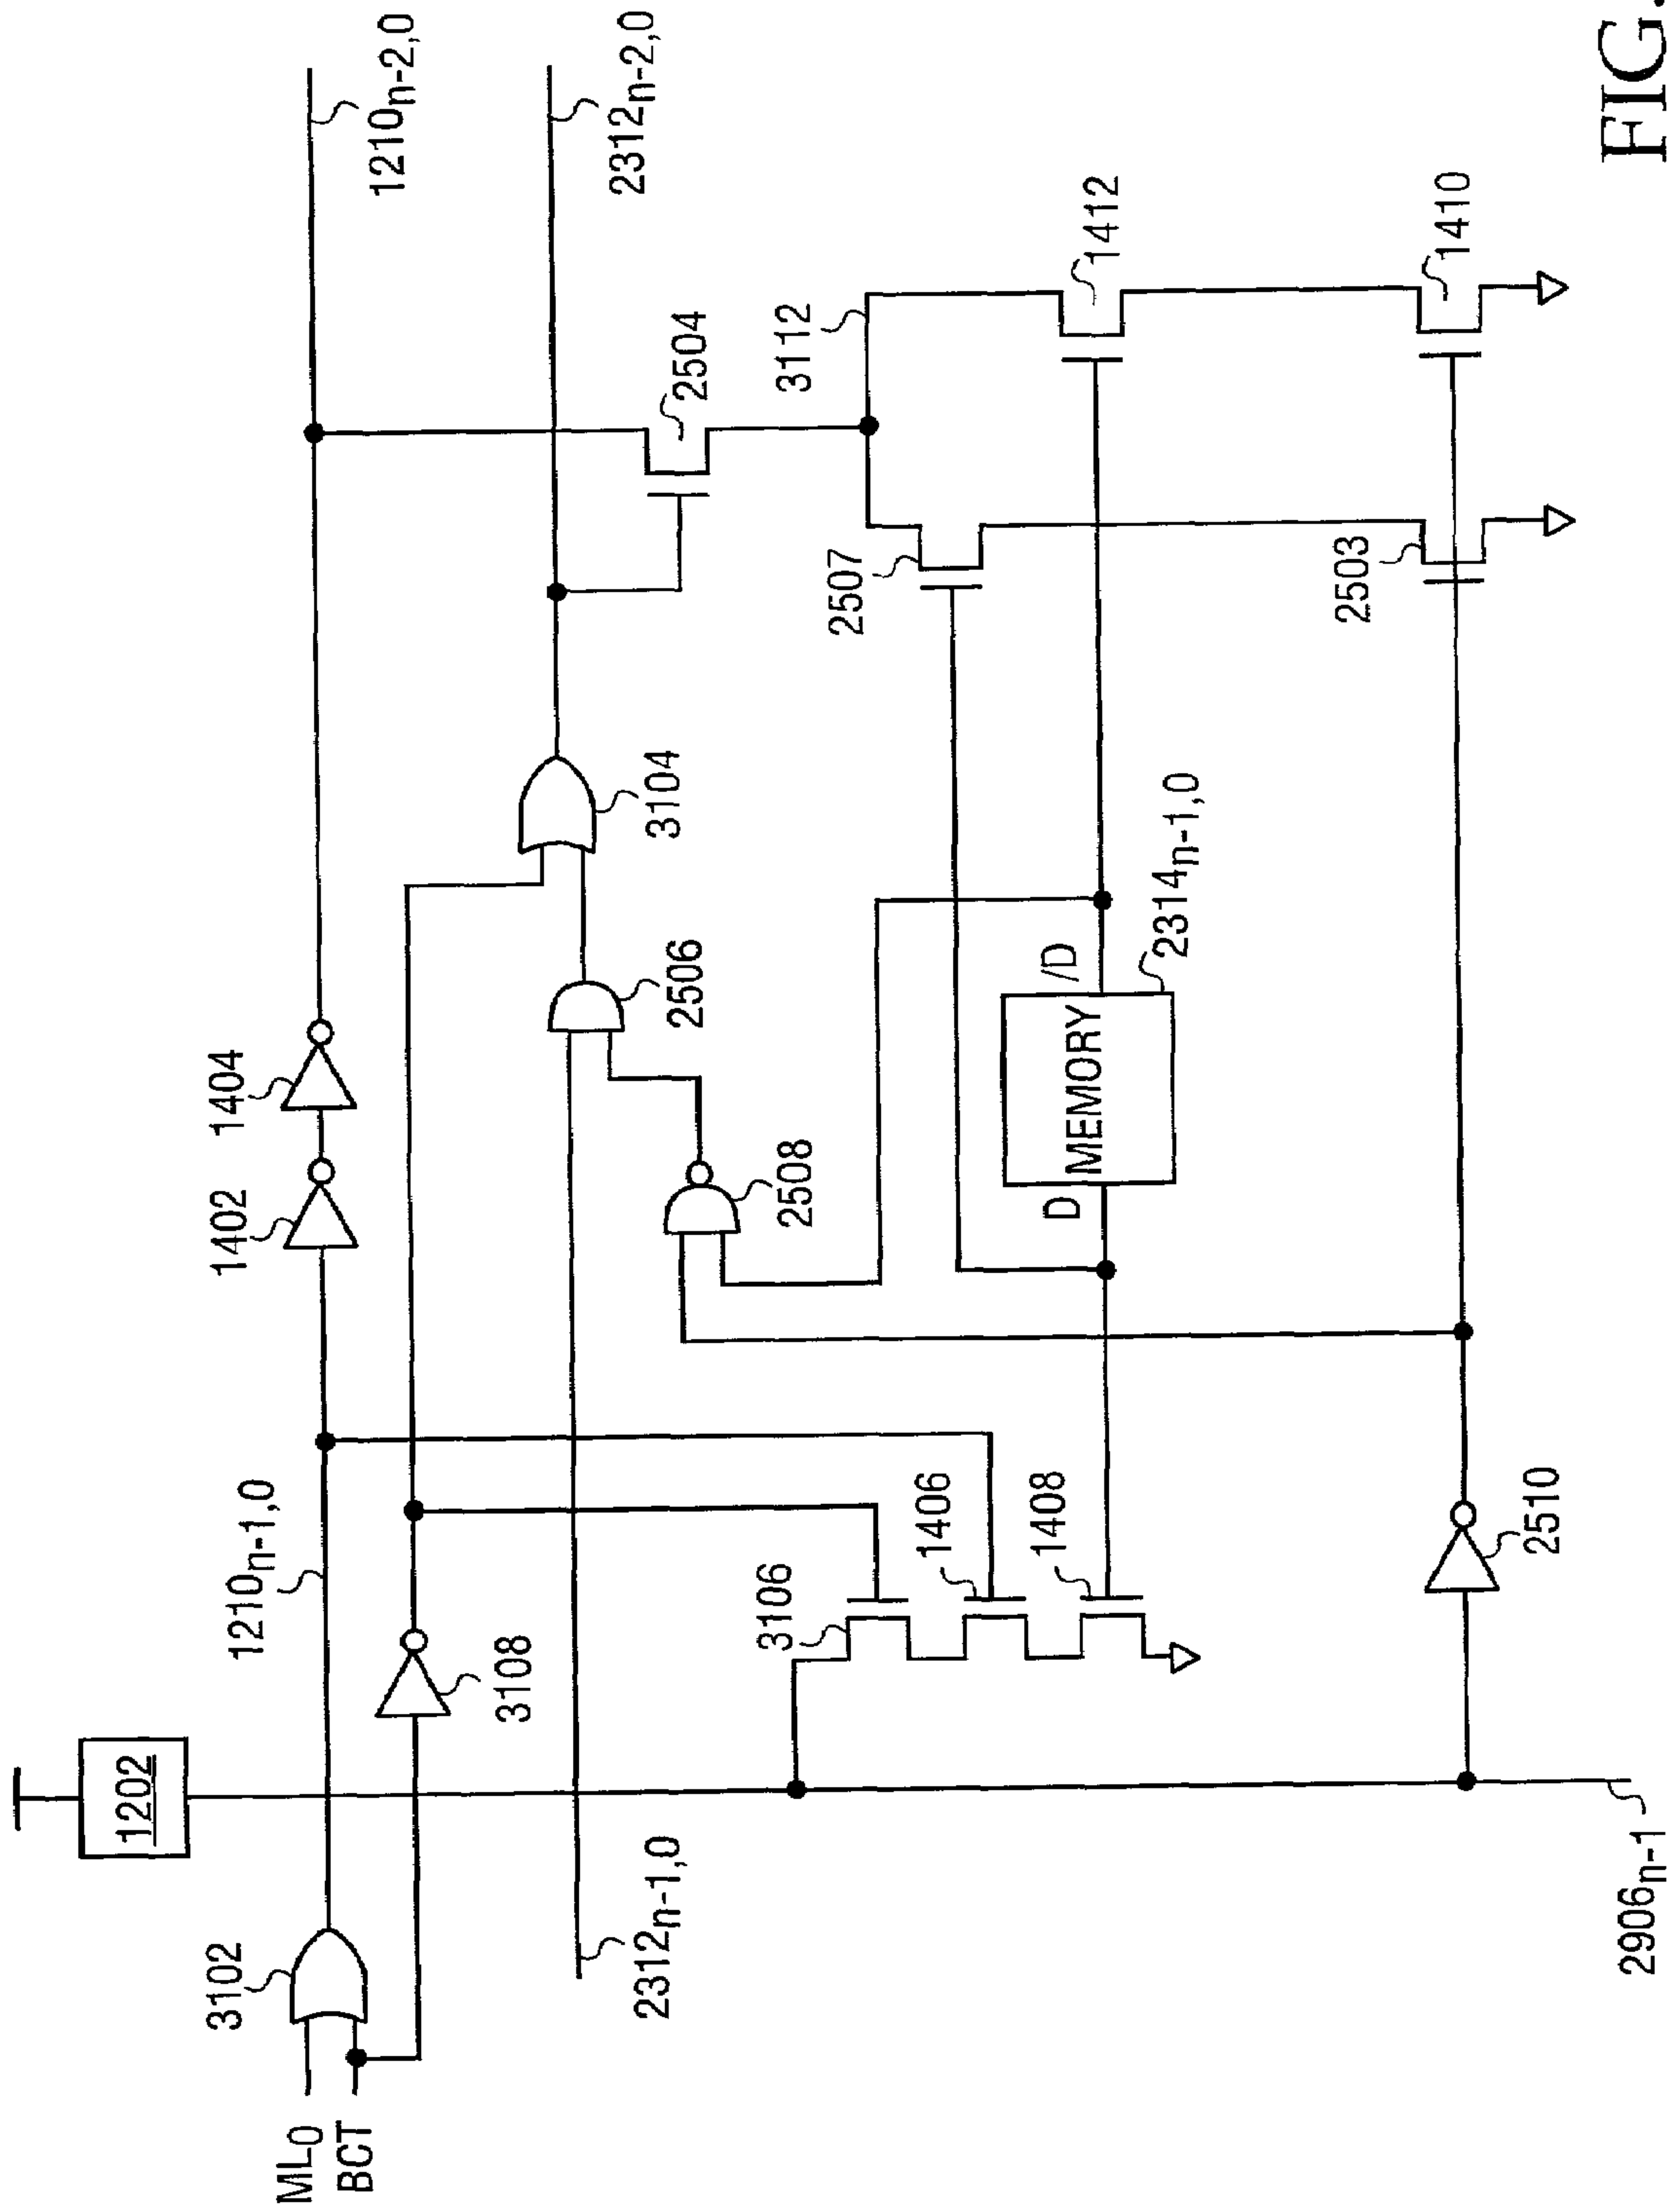 ML0
BCT
3102
1202
1210n-1,0
3108
2312n-1,0
1402
1404
1210n-2,0
2312n-2,0
3106
1406
1408
2508
2506
3104
2504
3112
2507
1412
1410
2503
D
MEMORY
/D
2314n-1,0
2510
2906n-1
FIG.